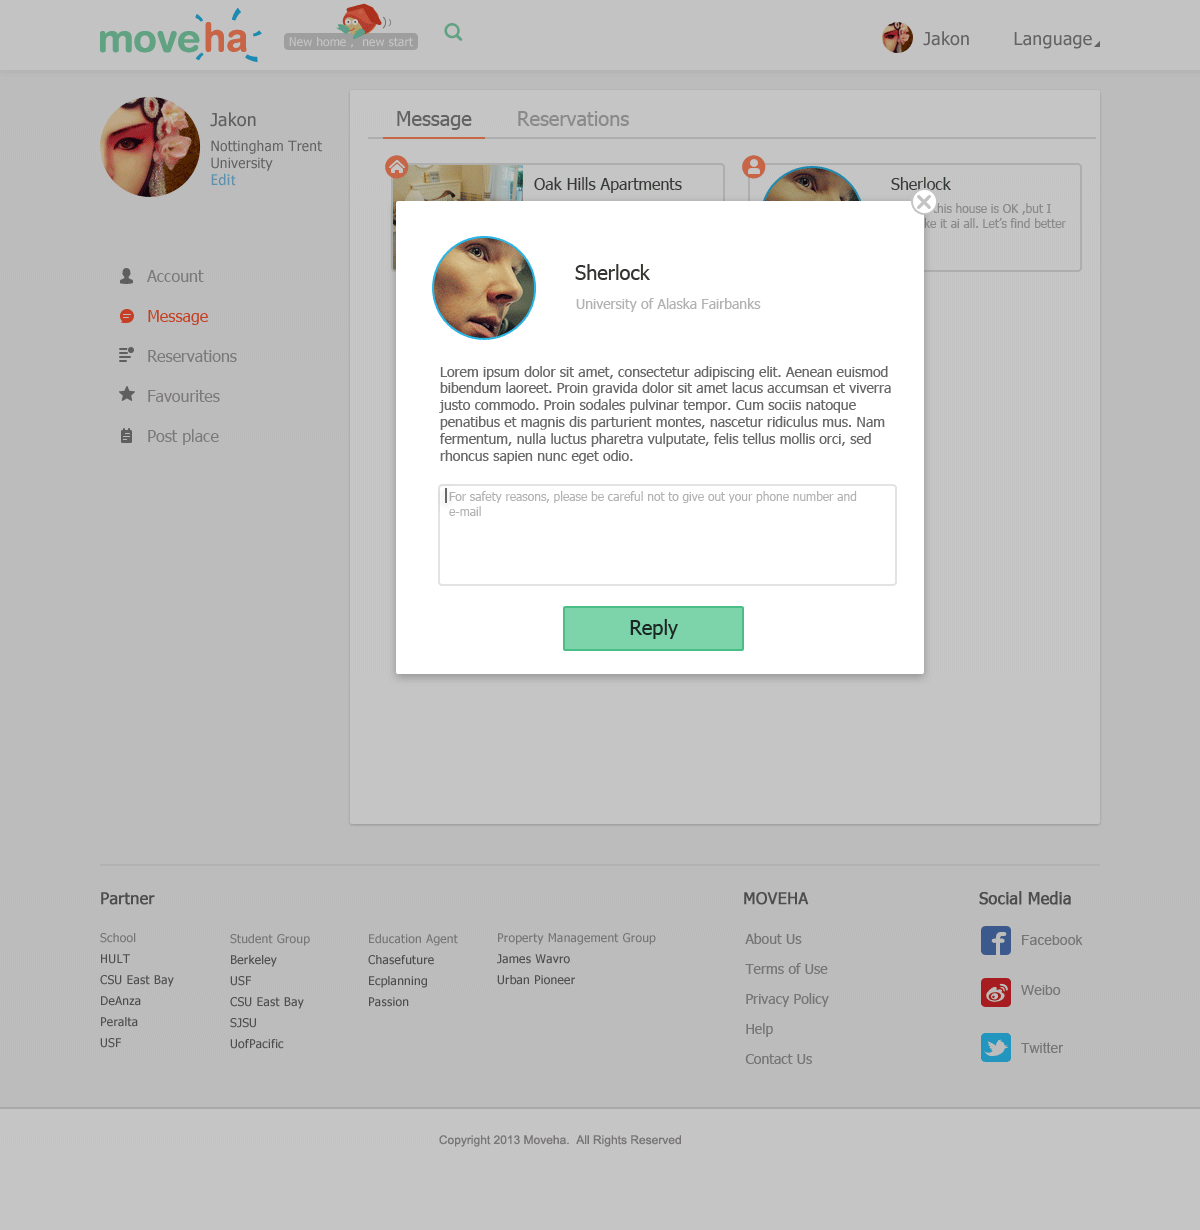 moveha
New home , new start
Jakon
Language
Jakon
Nottingham Trent
University
Edit
Account
Message
Reservations
Favourites
Post place
Message
Reservations
Oak Hills Apartments
Sherlock
this house is OK ,but I
ke it ai all. Let's find better
Sherlock
University of Alaska Fairbanks
Lorem ipsum dolor sit amet, consectetur adipiscing elit. Aenean euismod
bibendum laoreet. Proin gravida dolor sit amet lacus accumsan et viverra
justo commodo. Proin sodales pulvinar tempor. Cum sociis natoque
penatibus et magnis dis parturient montes, nascetur ridiculus mus. Nam
fermentum, nulla luctus pharetra vulputate, felis tellus mollis orci, sed
rhoncus sapien nunc eget odio.
For safety reasons, please be careful not to give out your phone number and
e-mail
Reply
Partner
School
HULT
CSU East Bay
DeAnza
Peralta
USF
Student Group
Berkeley
USF
CSU East Bay
SJSU
UofPacific
Education Agent
Chasefuture
Ecplanning
Passion
Property Management Group
James Wavro
Urban Pioneer
MOVEHA
About Us
Terms of Use
Privacy Policy
Help
Contact Us
Social Media
Facebook
Weibo
Twitter
Copyright 2013 Moveha. All Rights Reserved